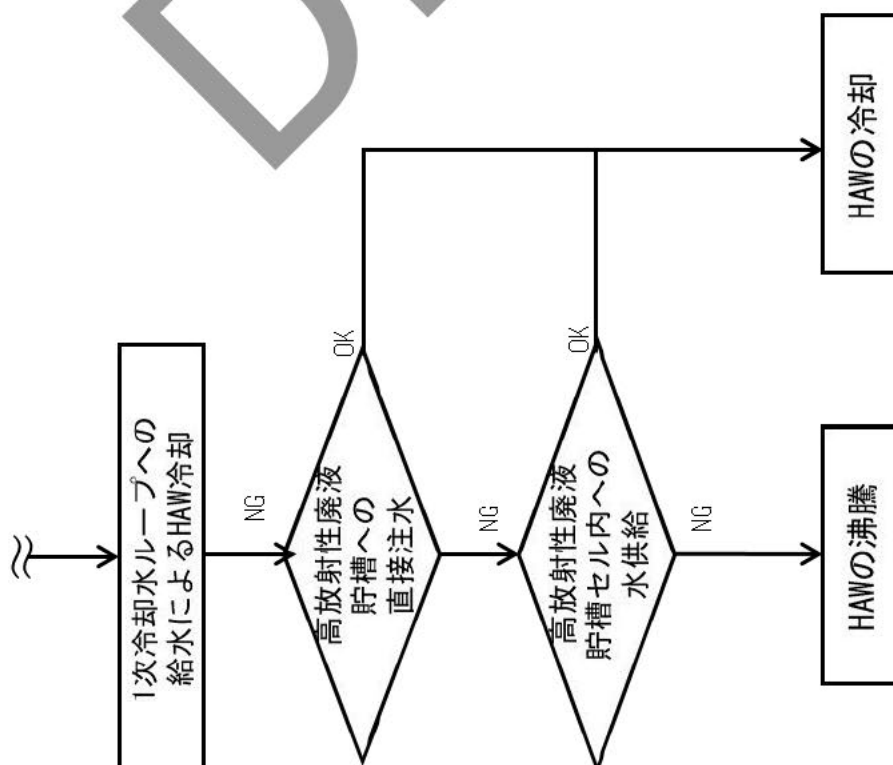 1次冷却水ループへの
給水によるHAW冷却
NG
高放射性廃液
貯槽への
直接注水
OK
NG
高放射性廃液
貯槽セル内への
水供給
OK
NG
HAWの沸騰
HAWの冷却